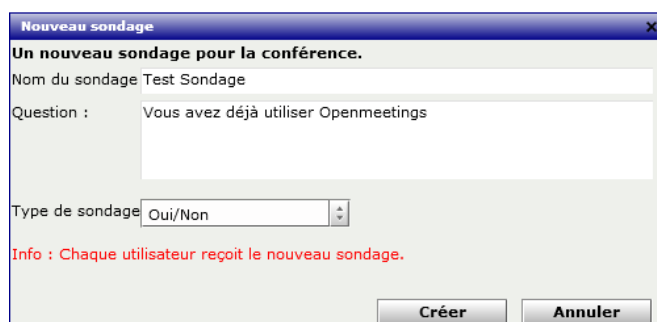 Nouveau sondage
Un nouveau sondage pour la conférence.
Nom du sondage Test Sondage
Question : Vous avez déjà utiliser Openmeetings
Type de sondage Oui/Non
Info : Chaque utilisateur reçoit le nouveau sondage.
Créer Annuler